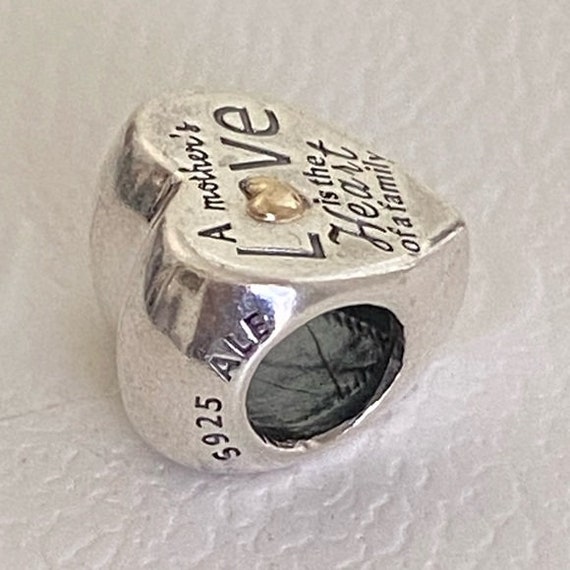 A mother's
Love
is the
Heart
of a family
S925 ALE